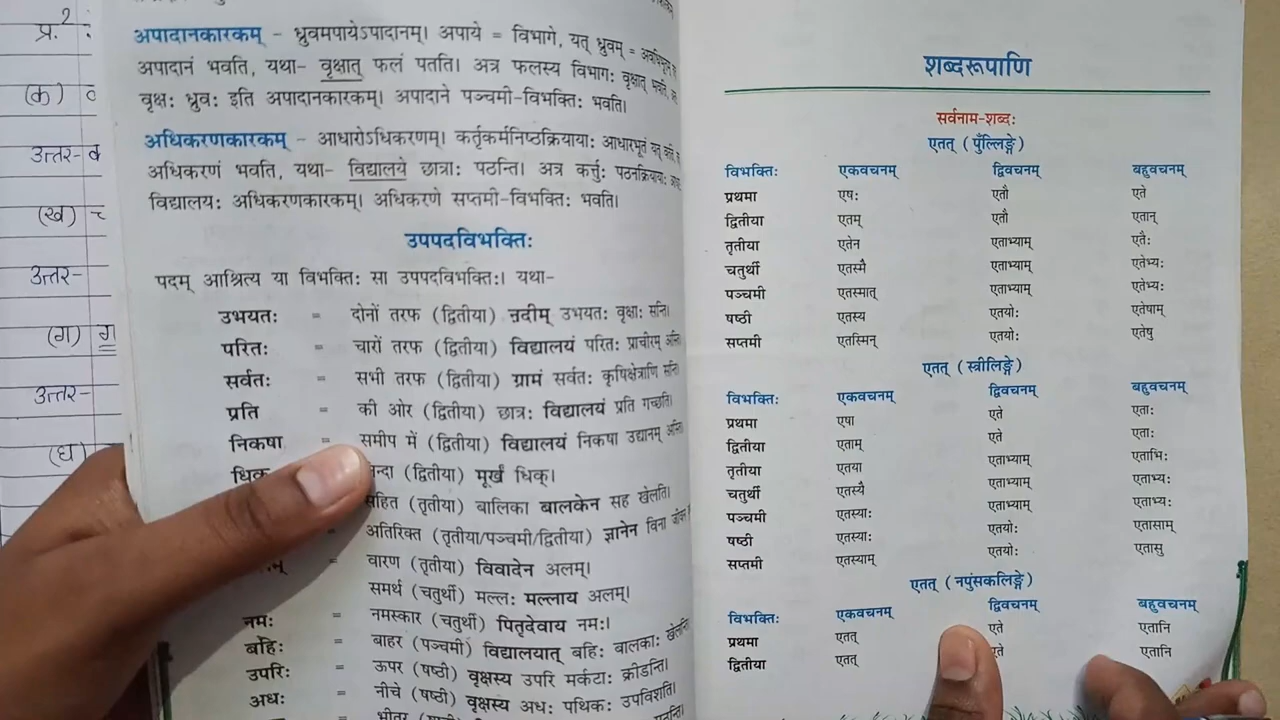 प्र. 2 :
(क)
उत्तर-
(ख)
उत्तर-
(ग) ग
उत्तर-
(घ)
अपादानकारकम् – ध्रुवमपायेऽपादानम्। अपाये = विभागे, यत् ध्रुवम् =
अपादानं भवति, यथा- वृक्षात् फलं पतति। अत्र फलस्य विभागः वृक्षात् भवति,
वृक्षः ध्रुवः इति अपादानकारकम्। अपादाने पञ्चमी-विभक्तिः भवति।
अधिकरणकारकम् – आधारोऽधिकरणम्। कर्तृकर्मनिष्ठक्रियायाः आधारभूतं यत्
अधिकरणं भवति, यथा- विद्यालये छात्राः पठन्ति। अत्र कर्त्तुः पठनक्रियायाः
विद्यालयः अधिकरणकारकम्। अधिकरणे सप्तमी-विभक्तिः भवति।
उपपदविभक्तिः
पदम् आश्रित्य या विभक्तिः सा उपपदविभक्तिः। यथा-
उभयतः = दोनों तरफ (द्वितीया) नदीम् उभयतः वृक्षाः सन्ति।
परितः = चारों तरफ (द्वितीया) विद्यालयं परितः प्राचीरम्
सर्वतः = सभी तरफ (द्वितीया) ग्रामं सर्वतः कृषिक्षेत्राणि
प्रति = की ओर (द्वितीया) छात्रः विद्यालयं प्रति गच्छति।
निकषा = समीप में (द्वितीया) विद्यालयं निकषा उद्यानम्
धिक् (द्वितीया) मूर्खं धिक्।
सहित (तृतीया) बालिका बालकेन सह खेलति।
अतिरिक्त (तृतीया/पञ्चमी/द्वितीया) ज्ञानेन विना
= वारण (तृतीया) विवादेन अलम्।
समर्थ (चतुर्थी) मल्लः मल्लाय अलम्।
नमः = नमस्कार (चतुर्थी) पितृदेवाय नमः।
बहिः = बाहर (पञ्चमी) विद्यालयात् बहिः बालकाः
उपरिः = ऊपर (षष्ठी) वृक्षस्य उपरि मर्कटाः क्रीडन्ति।
अधः = नीचे (षष्ठी) वृक्षस्य अधः पथिकः उपविशति।
शब्दरूपाणि
सर्वनाम-शब्दः
एतत् (पुँल्लिङ्गे)
विभक्तिः एकवचनम् द्विवचनम् बहुवचनम्
प्रथमा एषः एतौ एते
द्वितीया एतम् एतौ एतान्
तृतीया एतेन एताभ्याम् एतैः
चतुर्थी एतस्मै एताभ्याम् एतेभ्यः
पञ्चमी एतस्मात् एताभ्याम् एतेभ्यः
षष्ठी एतस्य एतयोः एतेषाम्
सप्तमी एतस्मिन् एतयोः एतेषु
एतत् (स्त्रीलिङ्गे)
विभक्तिः एकवचनम् द्विवचनम् बहुवचनम्
प्रथमा एषा एते एताः
द्वितीया एताम् एते एताः
तृतीया एतया एताभ्याम् एताभिः
चतुर्थी एतस्यै एताभ्याम् एताभ्यः
पञ्चमी एतस्याः एताभ्याम् एताभ्यः
षष्ठी एतस्याः एतयोः एतासाम्
सप्तमी एतस्याम् एतयोः एतासु
एतत् (नपुंसकलिङ्गे)
विभक्तिः एकवचनम् द्विवचनम् बहुवचनम्
प्रथमा एतत् एते एतानि
द्वितीया एतत् एतानि